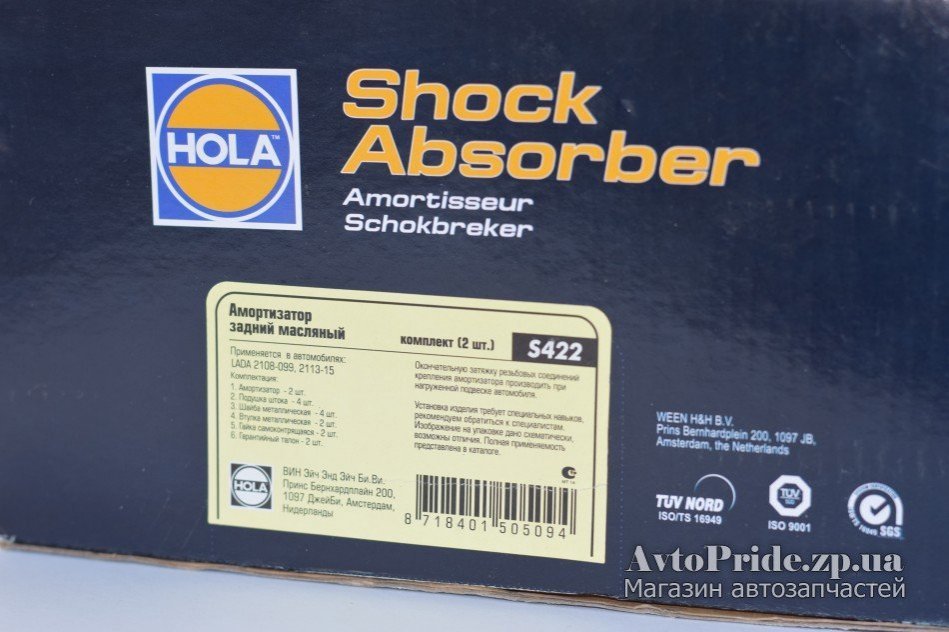 HOLA™
Shock
Absorber
Amortisseur
Schokbreker
Амортизатор
задний масляный
комплект (2 шт.)
S422
Применяется в автомобилях:
LADA 2108-099, 2113-15
Комплектация:
1. Амортизатор - 2 шт.
2. Подушка штока - 4 шт.
3. Шайба металлическая - 4 шт.
4. Втулка металлическая - 2 шт.
5. Гайка самоконтрящаяся - 2 шт.
6. Гарантийный талон - 2 шт.
Окончательную затяжку резьбовых соединений
крепления амортизатора производить при
нагруженной подвеске автомобиля.
Установка изделия требует специальных навыков,
рекомендуем обратиться к специалистам.
Изображение на упаковке дано схематически,
возможны отличия. Полная применяемость
представлена в каталоге.
HOLA
ВИН Эйч Энд Эйч Би.Ви.
Принс Бернхардплайн 200,
1097 ДжейБи, Амстердам,
Нидерланды
8 718401 505094
WEEN H&H B.V.
Prins Bernhardplein 200, 1097 JB,
Amsterdam, the Netherlands
TUV NORD
ISO/TS 16949
TUV
ISO 9001
SGS
AvtoPride.zp.ua
Магазин автозапчастей